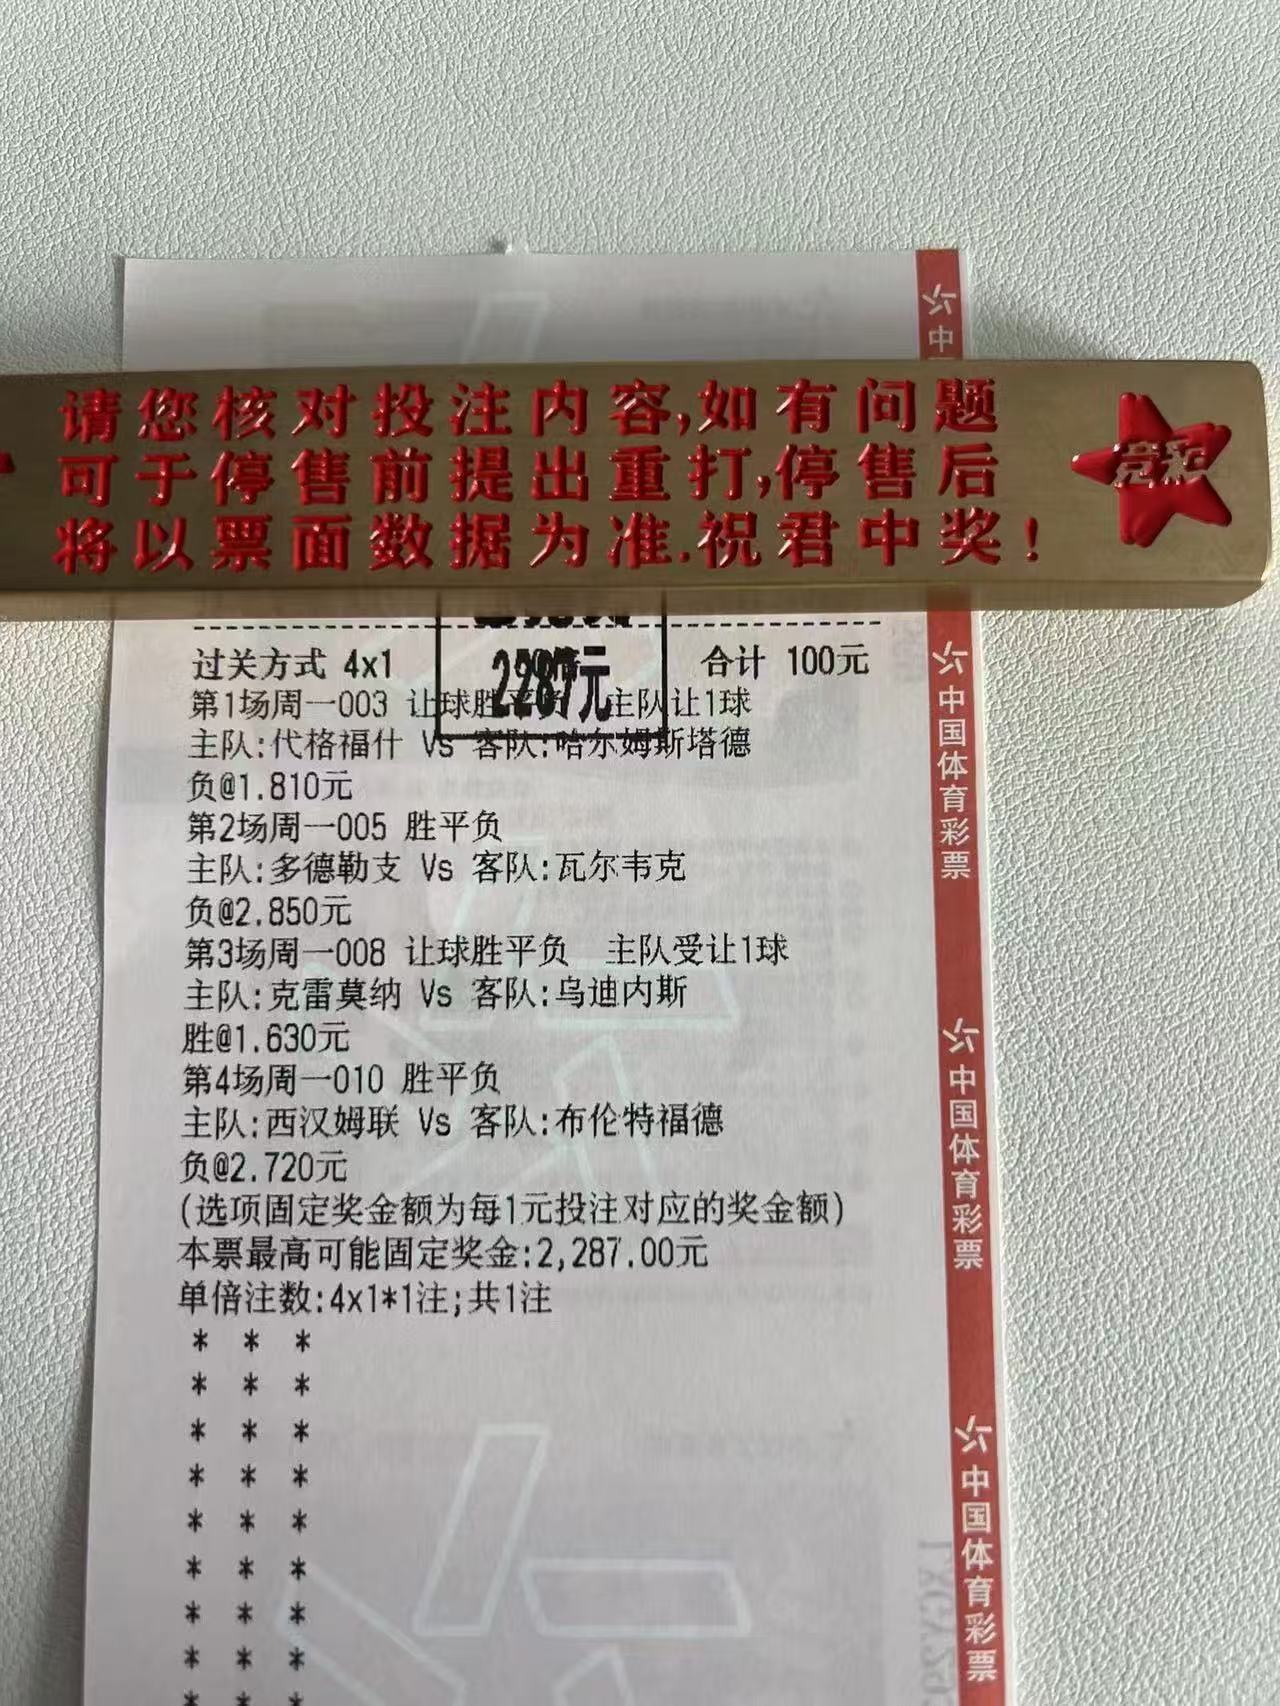 请您核对投注内容,如有问题
可于停售前提出重打,停售后
将以票面数据为准.祝君中奖!
竞彩
过关方式 4x1
合计 100元
2287元
第1场周一003 让球胜平负 主队让1球
主队:代格福什 Vs 客队:哈尔姆斯塔德
负@1.810元
第2场周一005 胜平负
主队:多德勒支 Vs 客队:瓦尔韦克
负@2.850元
第3场周一008 让球胜平负 主队受让1球
主队:克雷莫纳 Vs 客队:乌迪内斯
胜@1.630元
第4场周一010 胜平负
主队:西汉姆联 Vs 客队:布伦特福德
负@2.720元
(选项固定奖金额为每1元投注对应的奖金额)
本票最高可能固定奖金:2,287.00元
单倍注数:4x1*1注;共1注
* * *
* * *
* * *
* * *
* * *
* * *
* * *
* * *
* * *
中国体育彩票
中国体育彩票
中国体育彩票